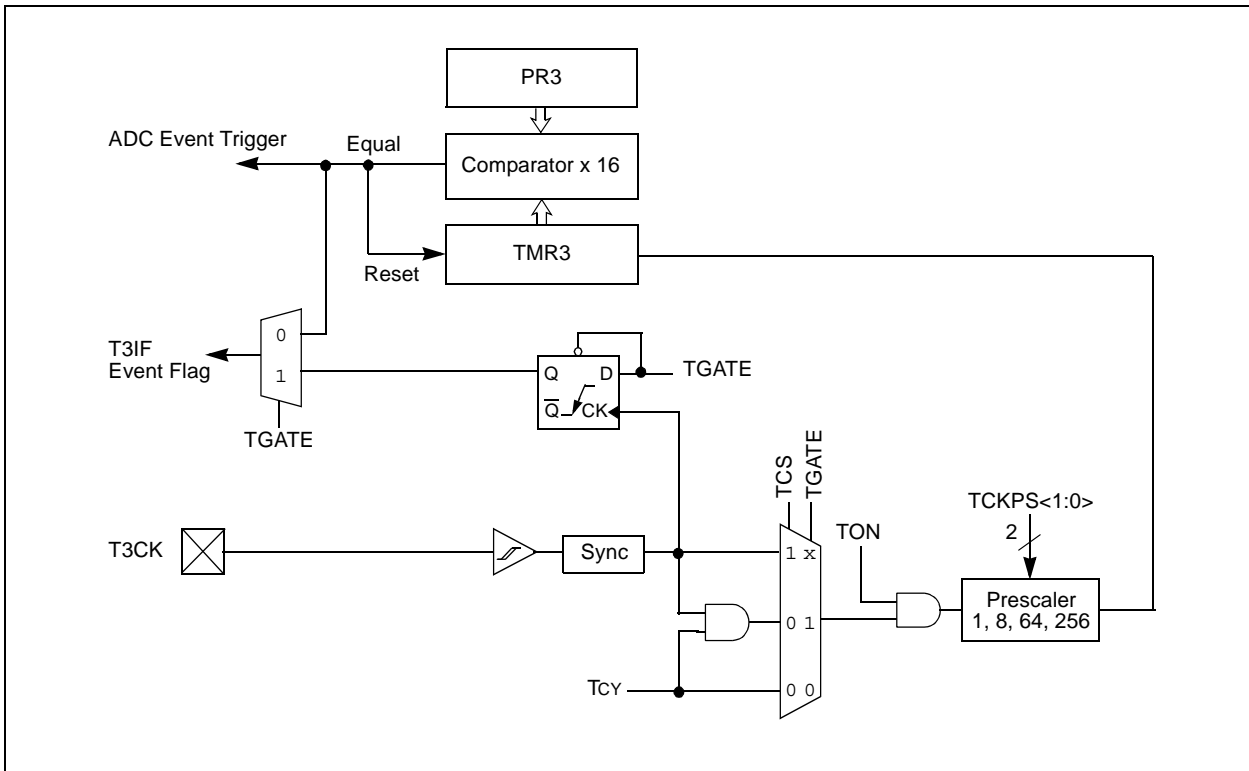 PR3
ADC Event Trigger
Equal
Comparator x 16
TMR3
Reset
0
T3IF
Event Flag
1
Q
D
TGATE
Q̅
CK
TGATE
TCS
TGATE
TCKPS<1:0>
2
TON
T3CK
Sync
1 x
Prescaler
1, 8, 64, 256
0 1
TCY
0 0